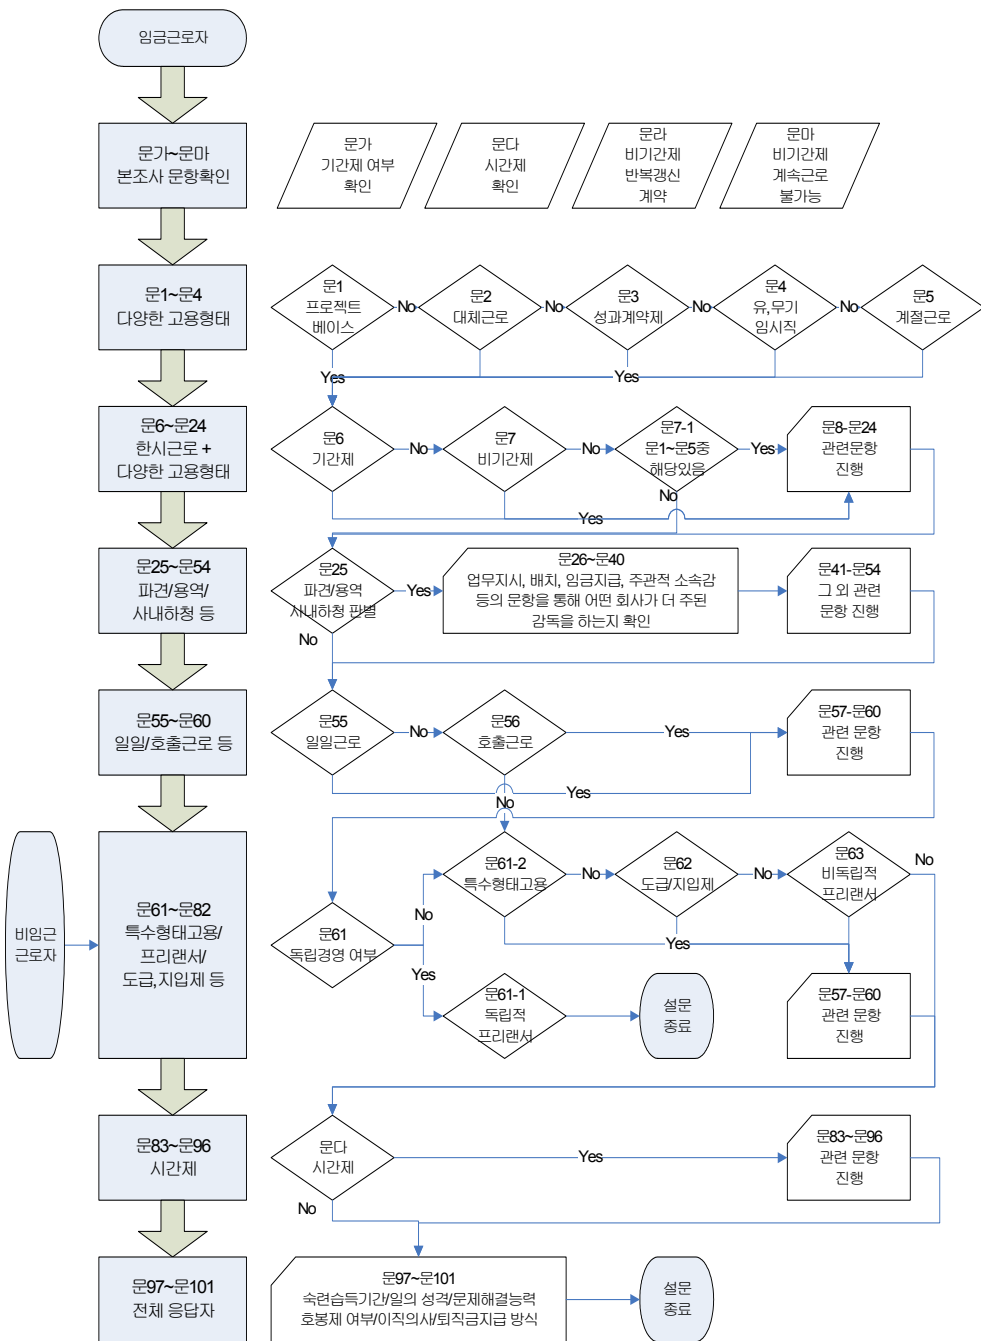 임금근로자
문가~문마
본조사 문항확인
문가
기간제 여부
확인
문다
시간제
확인
문라
비기간제
반복갱신
계약
문마
비기간제
계속근로
불가능
문1~문4
다양한 고용형태
문1
프로젝트
베이스
No
문2
대체근로
No
문3
성과계약제
No
문4
유,무기
임시직
No
문5
계절근로
Yes
Yes
문6~문24
한시근로 +
다양한 고용형태
문6
기간제
No
문7
비기간제
No
문7-1
문1~문5중
해당있음
Yes
문8-문24
관련문항
진행
No
Yes
문25~문54
파견/용역/
사내하청 등
문25
파견/용역
사내하청 판별
Yes
문26~문40
업무지시, 배치, 임금지급, 주관적 소속감
등의 문항을 통해 어떤 회사가 더 주된
감독을 하는지 확인
문41-문54
그 외 관련
문항 진행
No
문55~문60
일일/호출근로 등
문55
일일근로
No
문56
호출근로
Yes
문57-문60
관련 문항
진행
Yes
No
비임근
근로자
문61~문82
특수형태고용/
프리랜서/
도급,지입제 등
문61-2
특수형태고용
No
문62
도급/지입제
No
문63
비독립적
프리랜서
No
No
문61
독립경영 여부
Yes
Yes
문61-1
독립적
프리랜서
설문
종료
문57-문60
관련 문항
진행
문83~문96
시간제
문다
시간제
Yes
문83~문96
관련 문항
진행
No
문97~문101
전체 응답자
문97~문101
숙련습득기간/일의 성격/문제해결능력
호봉제 여부/이직의사/퇴직금지급 방식
설문
종료